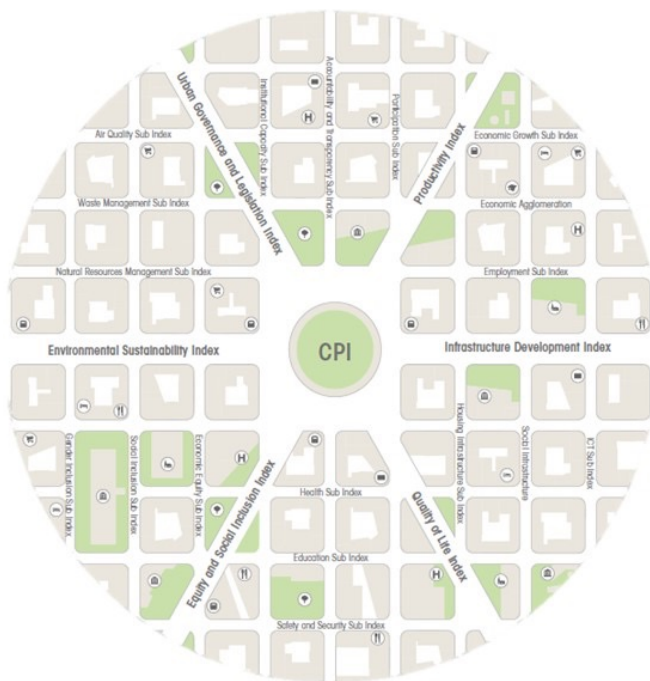 Urban Governance and Legislation Index
Institutional Capacity Sub Index
Accountability and Transparency Sub Index
Participation Sub Index
Productivity Index
Air Quality Sub Index
Economic Growth Sub Index
Waste Management Sub Index
Economic Agglomeration
Natural Resources Management Sub Index
Employment Sub Index
CPI
Environmental Sustainability Index
Infrastructure Development Index
Gender Inclusion Sub Index
Social Inclusion Sub Index
Economic Equity Sub Index
Equity and Social Inclusion Index
Housing Infrastructure Sub Index
Social Infrastructure
ICT Sub Index
Health Sub Index
Quality of Life Index
Education Sub Index
Safety and Security Sub Index